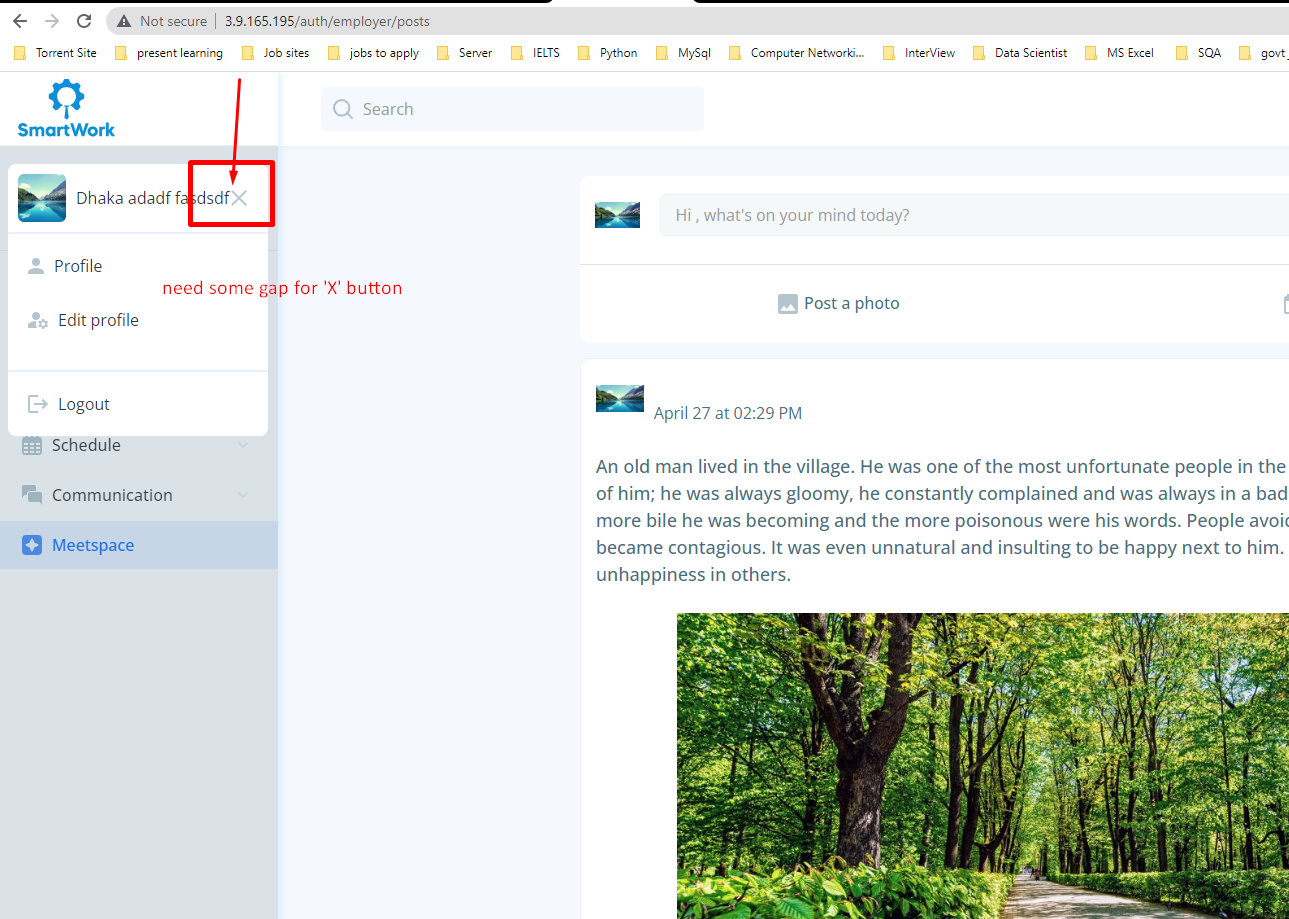 Not secure | 3.9.165.195/auth/employer/posts
Torrent Site present learning Job sites jobs to apply Server IELTS Python MySql Computer Networki... InterView Data Scientist MS Excel SQA govt
SmartWork
Search
Dhaka adadf fasdsdf
Hi , what's on your mind today?
Profile
need some gap for 'X' button
Post a photo
Edit profile
Logout
April 27 at 02:29 PM
Schedule
An old man lived in the village. He was one of the most unfortunate people in the
Communication
of him; he was always gloomy, he constantly complained and was always in a bad
more bile he was becoming and the more poisonous were his words. People avoid
Meetspace
became contagious. It was even unnatural and insulting to be happy next to him.
unhappiness in others.